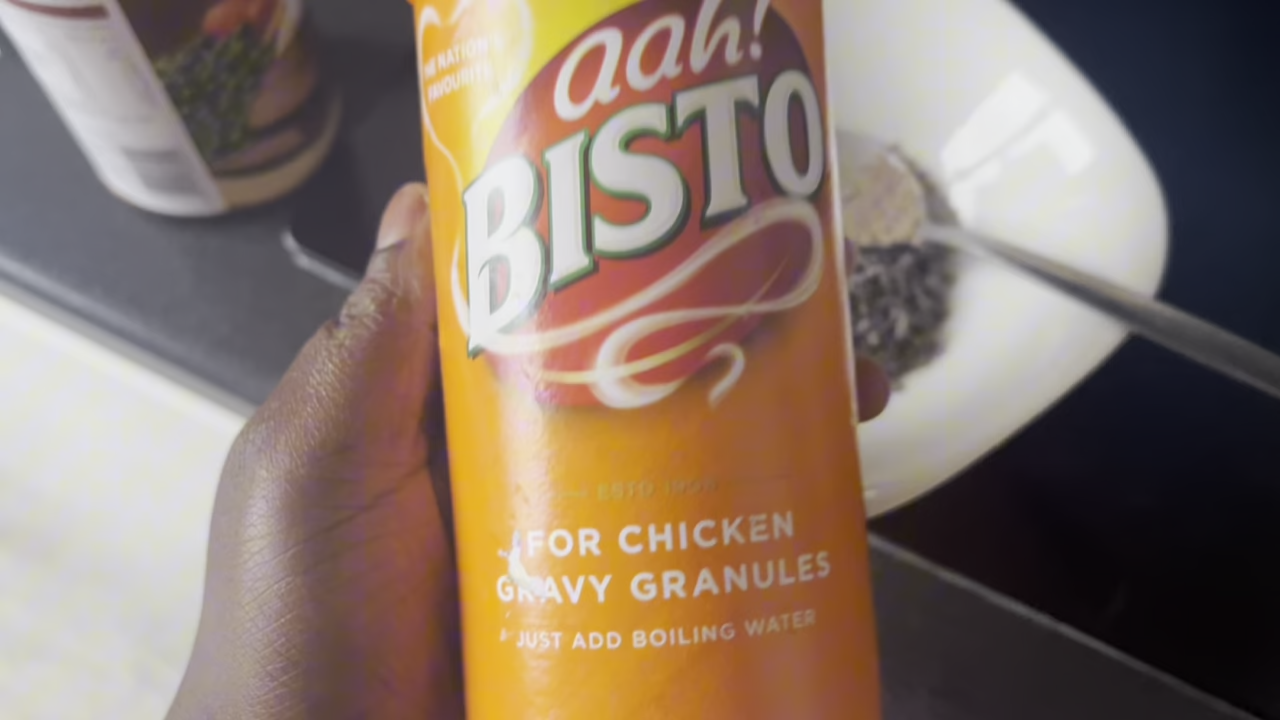 THE NATION'S
FAVOURITE
aah!
BISTO
FOR CHICKEN
GRAVY GRANULES
JUST ADD BOILING WATER